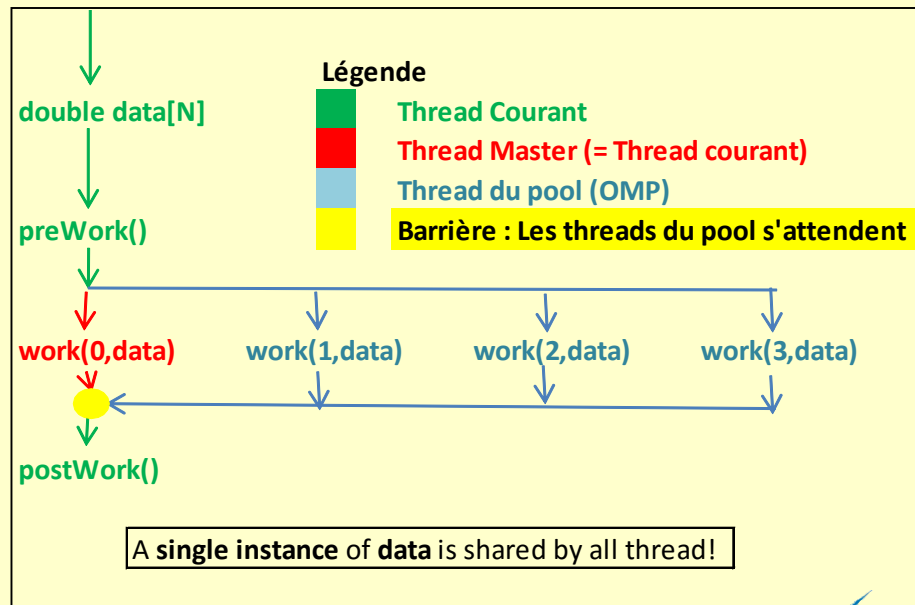 Légende
double data[N]
Thread Courant
Thread Master (= Thread courant)
Thread du pool (OMP)
preWork()
Barrière : Les threads du pool s'attendent
work(0,data)
work(1,data)
work(2,data)
work(3,data)
postWork()
A single instance of data is shared by all thread!